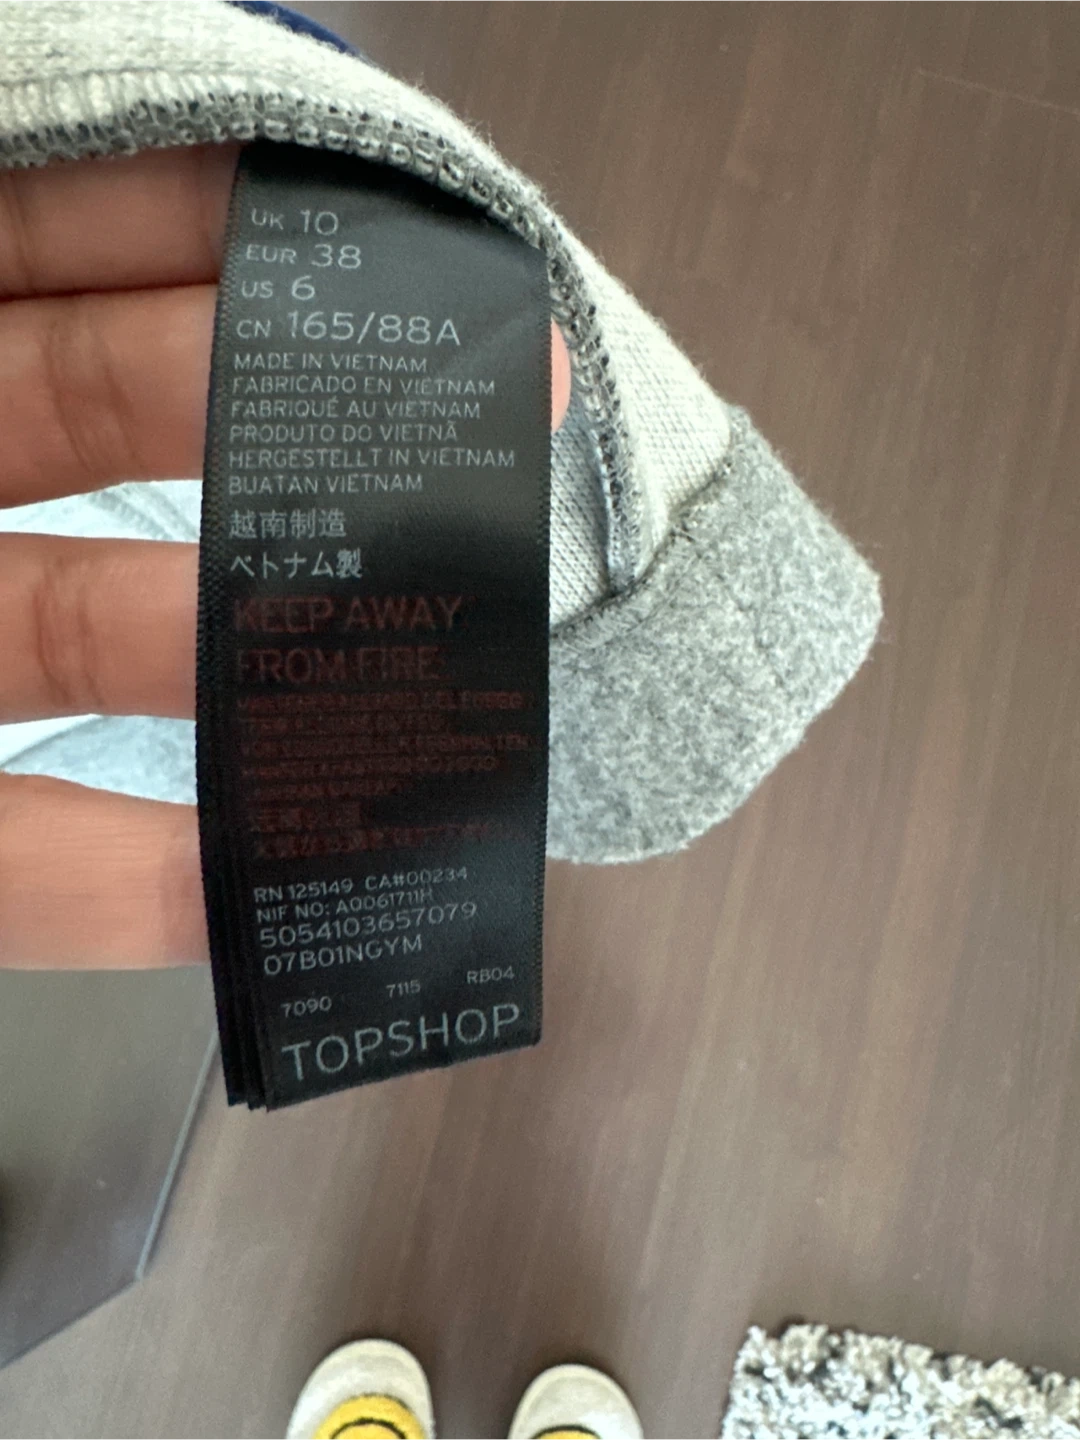 UK 10
EUR 38
US 6
CN 165/88A
MADE IN VIETNAM
FABRICADO EN VIETNAM
FABRIQUÉ AU VIETNAM
PRODUTO DO VIETNÃ
HERGESTELLT IN VIETNAM
BUATAN VIETNAM
越南制造
ベトナム製
KEEP AWAY
FROM FIRE
RN 125149 CA#00234
NIF NO: A0061711H
5054103657079
07B01NGYM
7090 7115 RB04
TOPSHOP